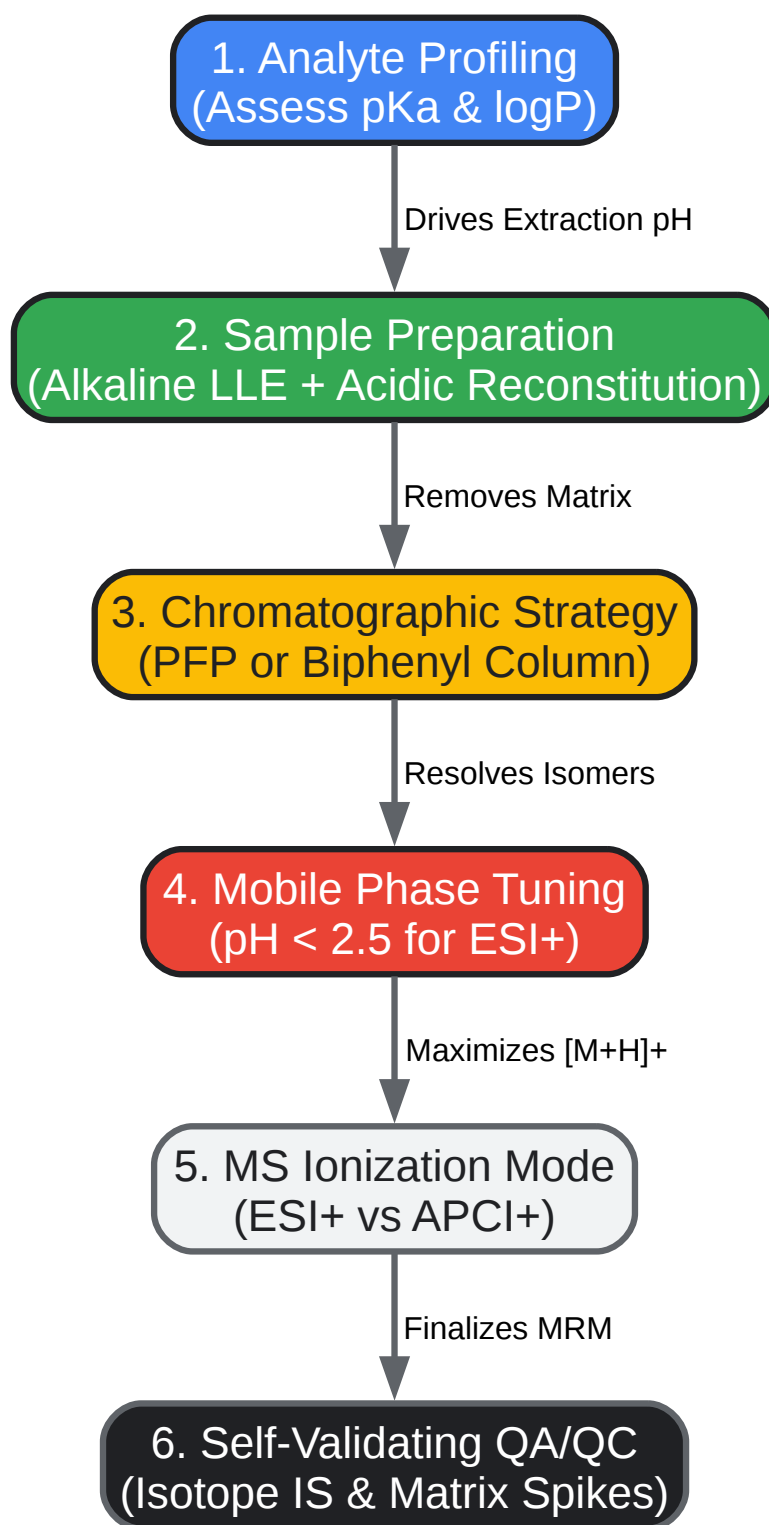 1. Analyte Profiling
(Assess pKa & logP)
Drives Extraction pH
2. Sample Preparation
(Alkaline LLE + Acidic Reconstitution)
Removes Matrix
3. Chromatographic Strategy
(PFP or Biphenyl Column)
Resolves Isomers
4. Mobile Phase Tuning
(pH < 2.5 for ESI+)
Maximizes [M+H]+
5. MS Ionization Mode
(ESI+ vs APCI+)
Finalizes MRM
6. Self-Validating QA/QC
(Isotope IS & Matrix Spikes)